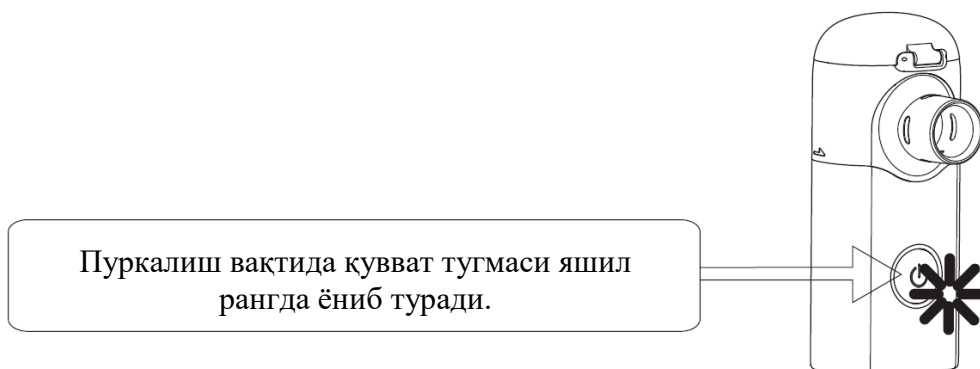 Пуркалиш вақтида қувват тугмаси яшил
рангда ёниб туради.